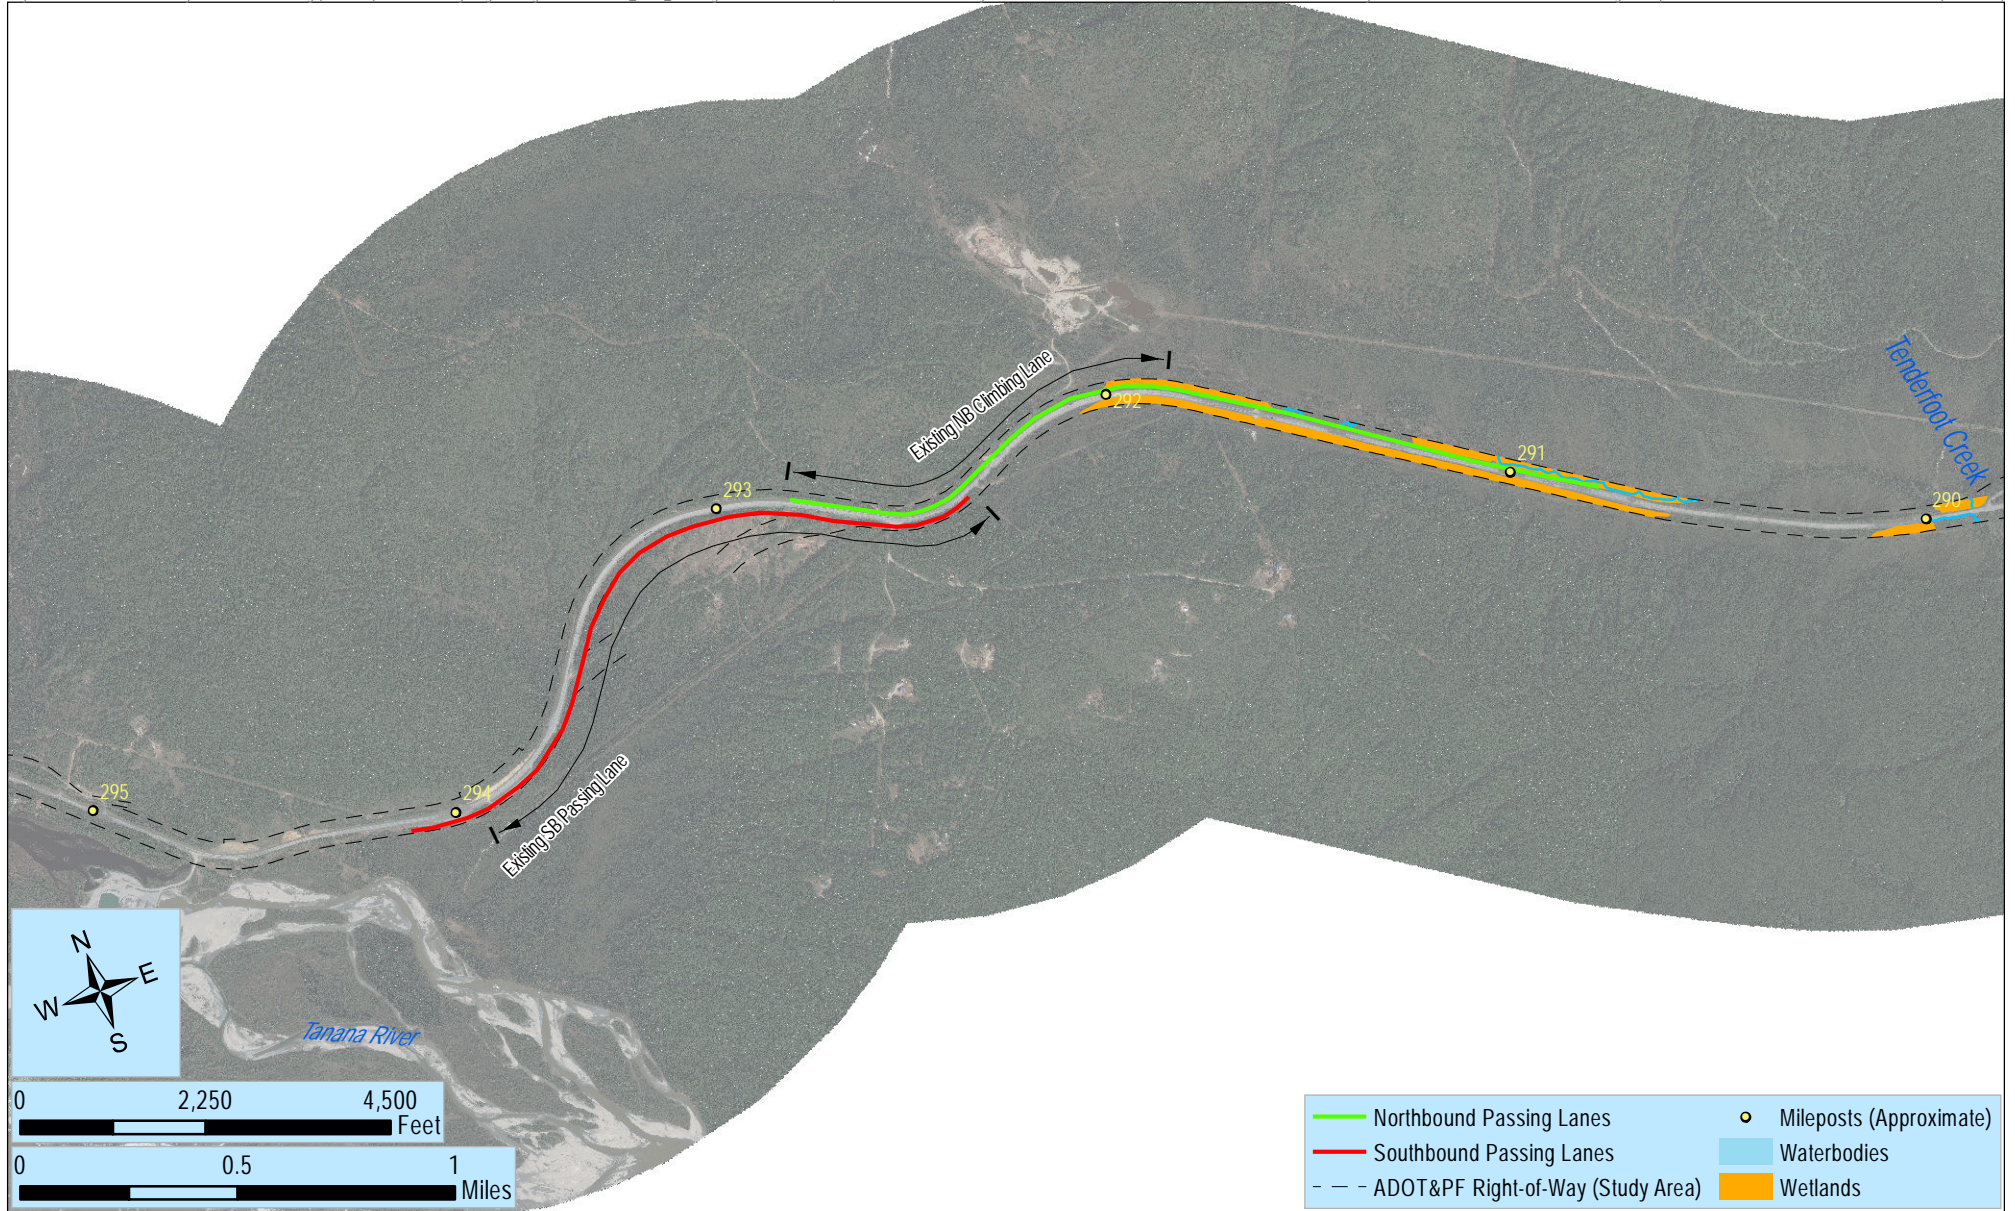 Existing NB Climbing Lane
292
Tenderfoot Creek
291
293
290
Existing SB Passing Lane
294
295
N
E
W
S
Tanana River
0 2,250 4,500
Feet
0 0.5 1
Miles
Northbound Passing Lanes
Southbound Passing Lanes
ADOT&PF Right-of-Way (Study Area)
Mileposts (Approximate)
Waterbodies
Wetlands